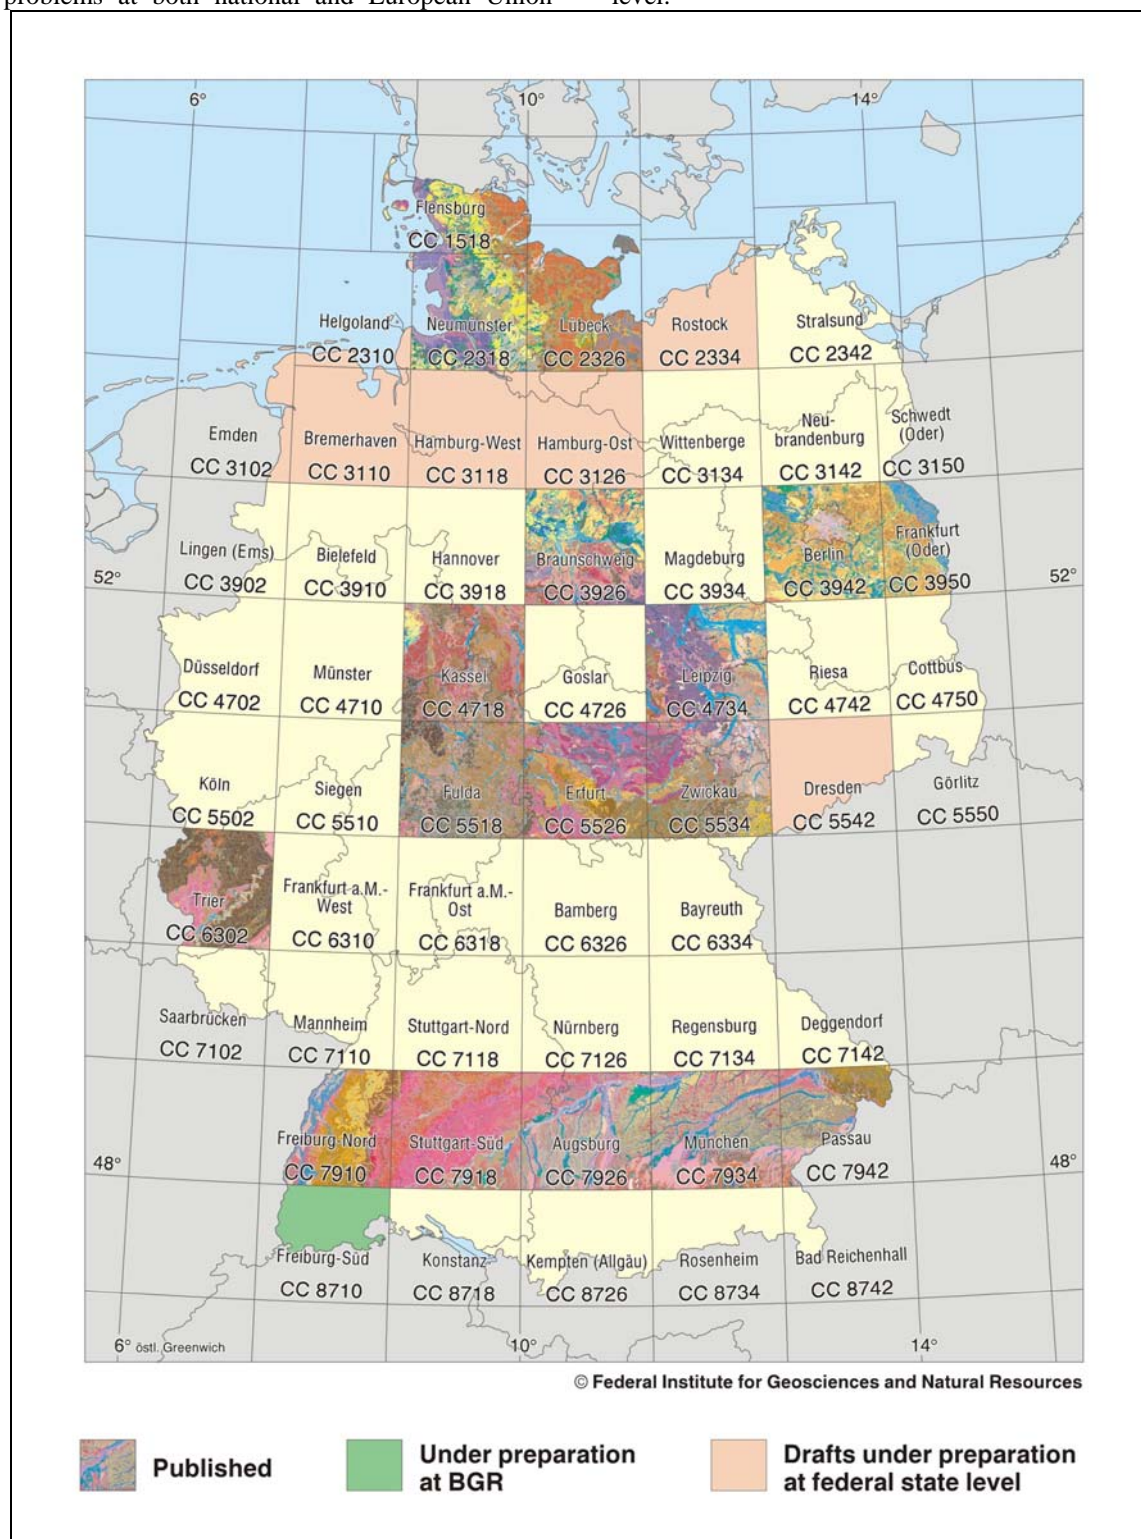 problems at both national and European Union level.
6° 10° 14°
Flensburg
CC 1518
Helgoland Neumünster Lübeck Rostock Stralsund
CC 2310 CC 2318 CC 2326 CC 2334 CC 2342
Emden Bremerhaven Hamburg-West Hamburg-Ost Wittenberge Neu-
brandenburg Schwedt
(Oder)
CC 3102 CC 3110 CC 3118 CC 3126 CC 3134 CC 3142 CC 3150
Lingen (Ems) Bielefeld Hannover Braunschweig Magdeburg Berlin Frankfurt
(Oder)
52° CC 3902 CC 3910 CC 3918 CC 3926 CC 3934 CC 3942 CC 3950 52°
Düsseldorf Münster Kassel Goslar Leipzig Riesa Cottbus
CC 4702 CC 4710 CC 4718 CC 4726 CC 4734 CC 4742 CC 4750
Köln Siegen Fulda Erfurt Zwickau Dresden Görlitz
CC 5502 CC 5510 CC 5518 CC 5526 CC 5534 CC 5542 CC 5550
Trier Frankfurt a.M.-
West Frankfurt a.M.-
Ost Bamberg Bayreuth
CC 6302 CC 6310 CC 6318 CC 6326 CC 6334
Saarbrücken Mannheim Stuttgart-Nord Nürnberg Regensburg Deggendorf
CC 7102 CC 7110 CC 7118 CC 7126 CC 7134 CC 7142
Freiburg-Nord Stuttgart-Süd Augsburg München Passau
48° CC 7910 CC 7918 CC 7926 CC 7934 CC 7942 48°
Freiburg-Süd Konstanz Kempten (Allgäu) Rosenheim Bad Reichenhall
CC 8710 CC 8718 CC 8726 CC 8734 CC 8742
6° östl. Greenwich 10° 14°
© Federal Institute for Geosciences and Natural Resources
Published
Under preparation
at BGR
Drafts under preparation
at federal state level